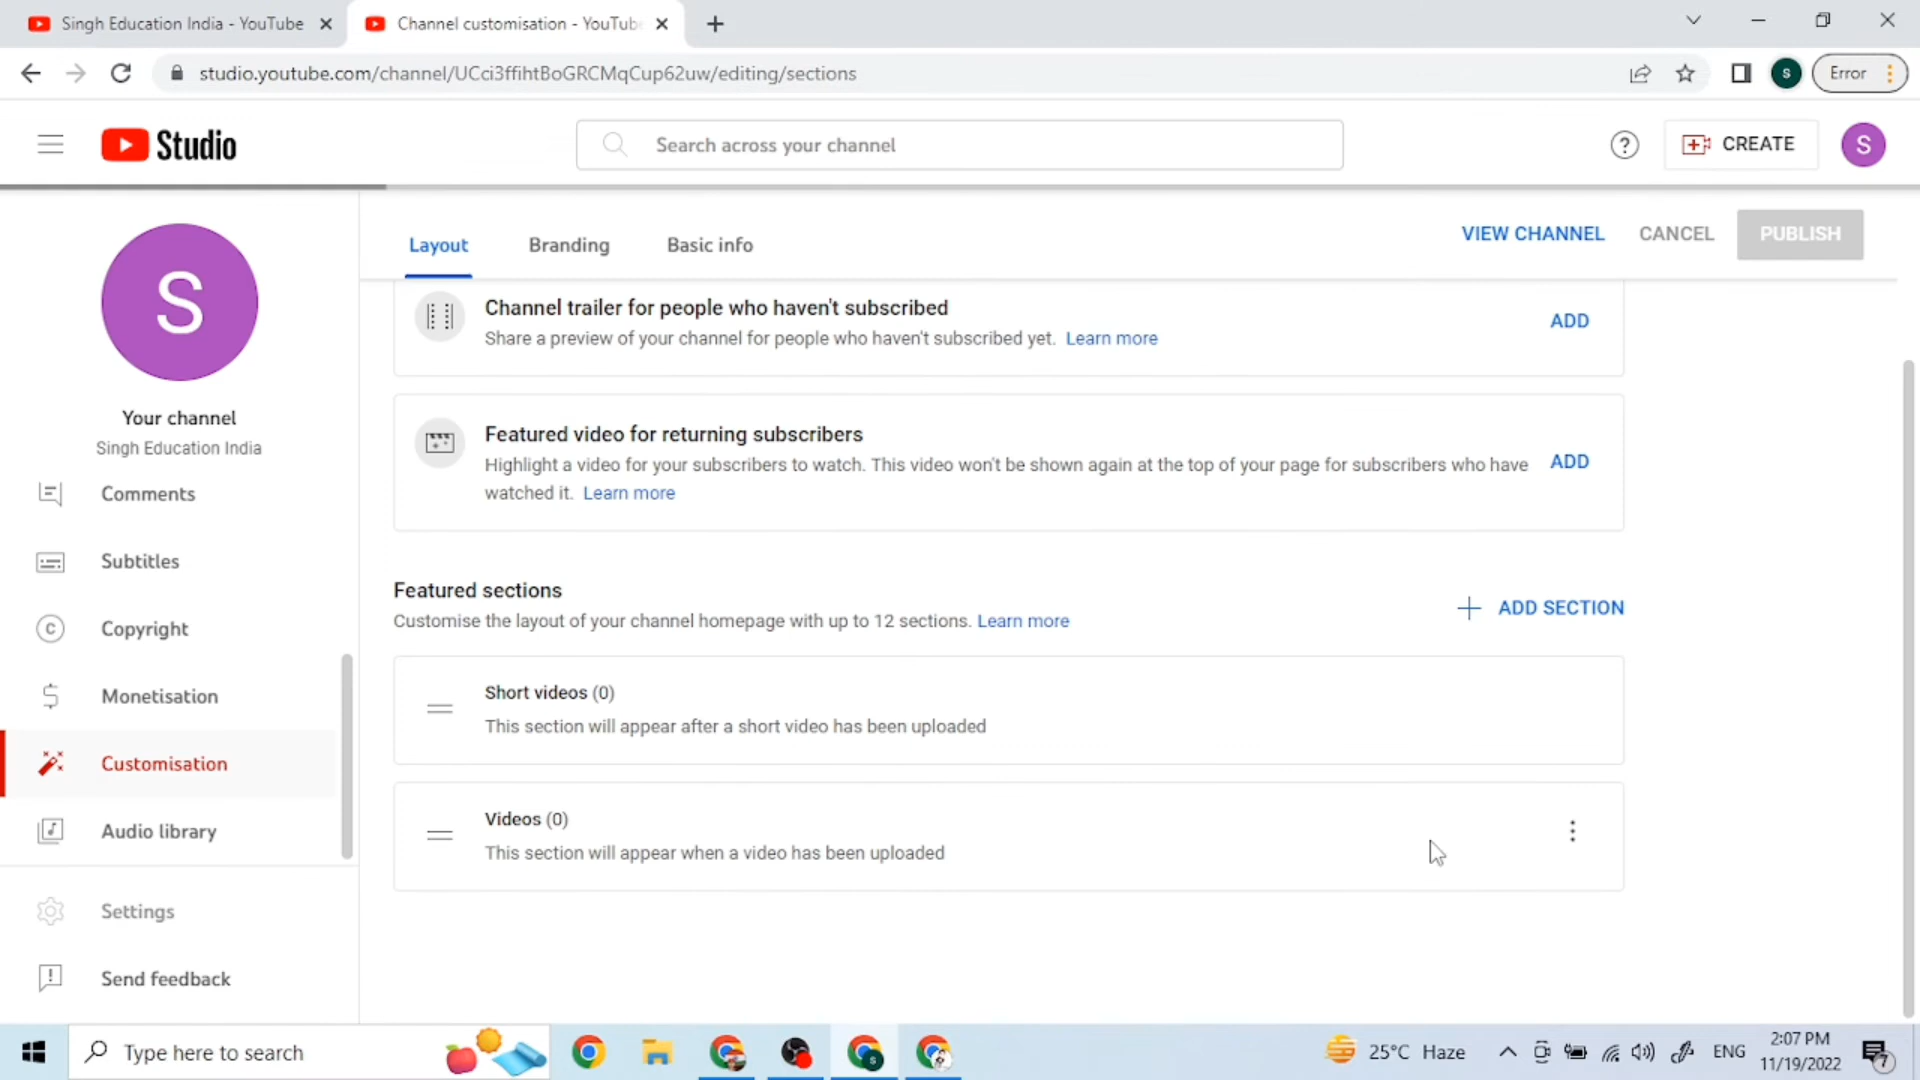 Singh Education India - YouTube
Channel customisation - YouTub
studio.youtube.com/channel/UCci3ffihtBoGRCMqCup62uw/editing/sections
S
Error
Studio
Search across your channel
?
CREATE
S
S
Your channel
Singh Education India
Comments
Subtitles
Copyright
Monetisation
Customisation
Audio library
Settings
Send feedback
Layout
Branding
Basic info
VIEW CHANNEL
CANCEL
PUBLISH
Channel trailer for people who haven't subscribed
Share a preview of your channel for people who haven't subscribed yet. Learn more
ADD
Featured video for returning subscribers
Highlight a video for your subscribers to watch. This video won't be shown again at the top of your page for subscribers who have
watched it. Learn more
ADD
Featured sections
Customise the layout of your channel homepage with up to 12 sections. Learn more
ADD SECTION
Short videos (0)
This section will appear after a short video has been uploaded
Videos (0)
This section will appear when a video has been uploaded
Type here to search
25°C Haze
ENG
2:07 PM
11/19/2022
7